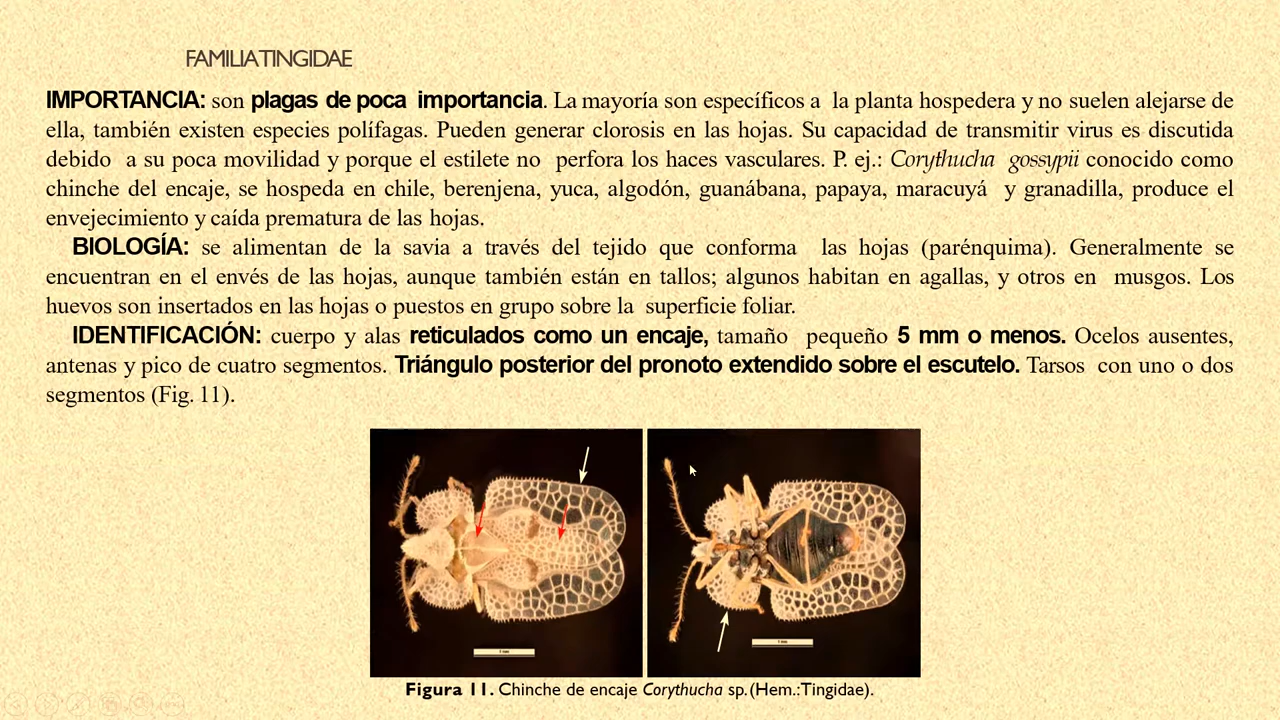 FAMILIA TINGIDAE
IMPORTANCIA: son plagas de poca importancia. La mayoría son específicos a la planta hospedera y no suelen alejarse de
ella, también existen especies polífagas. Pueden generar clorosis en las hojas. Su capacidad de transmitir virus es discutida
debido a su poca movilidad y porque el estilete no perfora los haces vasculares. P. ej.: Corythucha gossypii conocido como
chinche del encaje, se hospeda en chile, berenjena, yuca, algodón, guanábana, papaya, maracuyá y granadilla, produce el
envejecimiento y caída prematura de las hojas.
BIOLOGÍA: se alimentan de la savia a través del tejido que conforma las hojas (parénquima). Generalmente se
encuentran en el envés de las hojas, aunque también están en tallos; algunos habitan en agallas, y otros en musgos. Los
huevos son insertados en las hojas o puestos en grupo sobre la superficie foliar.
IDENTIFICACIÓN: cuerpo y alas reticulados como un encaje, tamaño pequeño 5 mm o menos. Ocelos ausentes,
antenas y pico de cuatro segmentos. Triángulo posterior del pronoto extendido sobre el escutelo. Tarsos con uno o dos
segmentos (Fig. 11).
1 mm
1 mm
Figura 11. Chinche de encaje Corythucha sp. (Hem.:Tingidae).